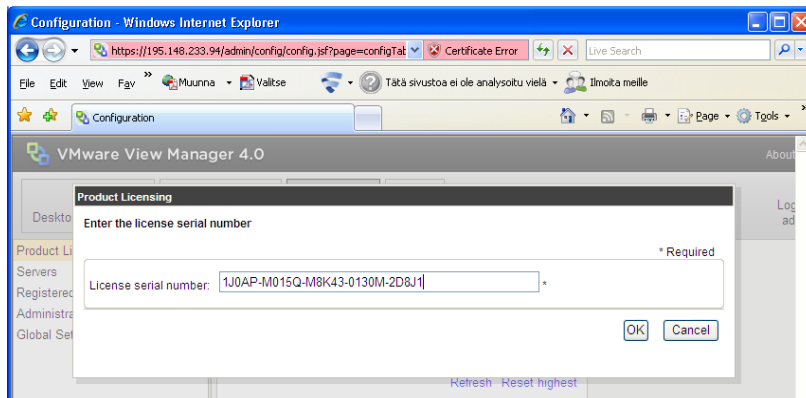 Configuration - Windows Internet Explorer
https://195.148.233.94/admin/config/config.jsf?page=configTab Certificate Error Live Search
File Edit View Fav » Muunna Valitse Tätä sivustoa ei ole analysoitu vielä Ilmoita meille
Configuration Page Tools »
VMware View Manager 4.0 About
Product Licensing
Deskto Log
Enter the license serial number ad
Product Li * Required
Servers
License serial number: 1J0AP-M015Q-M8K43-0130M-2D8J1 *
Registered
Administra
OK Cancel
Global Set
Refresh Reset highest